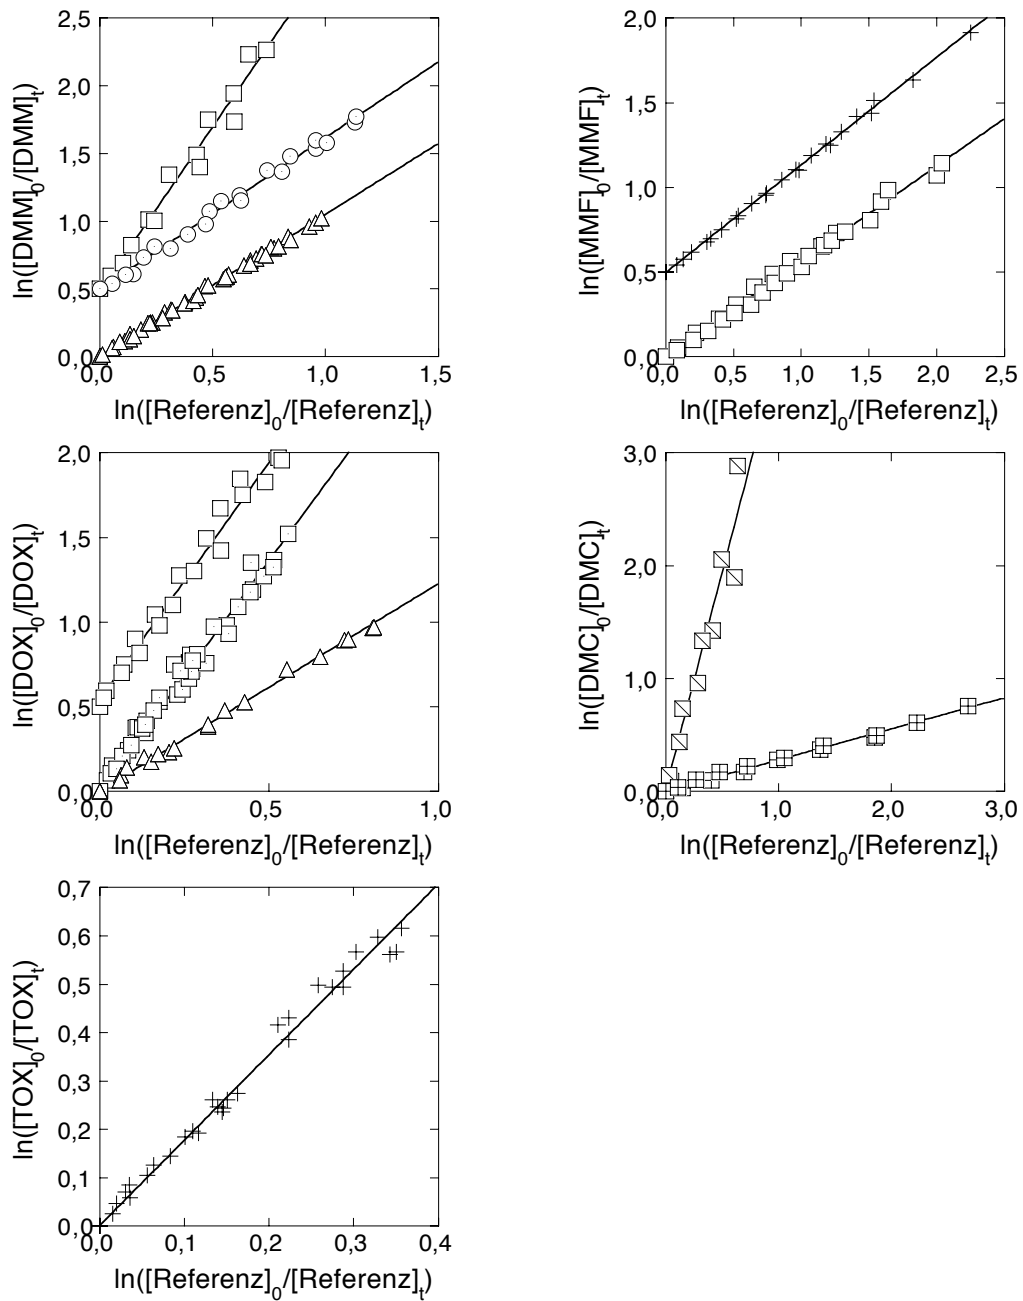 2,5
2,0
1,5
1,0
0,5
0,0
0,0 0,5 1,0 1,5
ln([DMM]0/[DMM]t)
ln([Referenz]0/[Referenz]t)
2,0
1,5
1,0
0,5
0,0
0,0 0,5 1,0 1,5 2,0 2,5
ln([MMF]0/[MMF]t)
ln([Referenz]0/[Referenz]t)
2,0
1,5
1,0
0,5
0,0
0,0 0,5 1,0
ln([DOX]0/[DOX]t)
ln([Referenz]0/[Referenz]t)
3,0
2,0
1,0
0,0
0,0 1,0 2,0 3,0
ln([DMC]0/[DMC]t)
ln([Referenz]0/[Referenz]t)
0,7
0,6
0,5
0,4
0,3
0,2
0,1
0,0
0,0 0,1 0,2 0,3 0,4
ln([TOX]0/[TOX]t)
ln([Referenz]0/[Referenz]t)